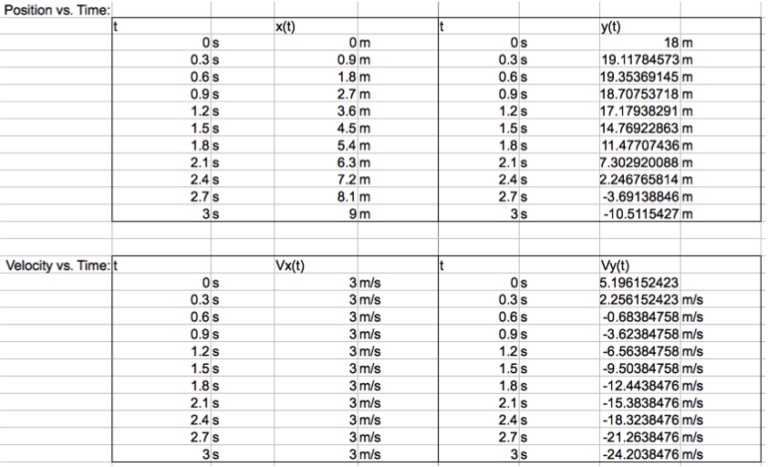 Position vs. Time:
t x(t) t y(t)
0 s 0 m 0 s 18 m
0.3 s 0.9 m 0.3 s 19.11784573 m
0.6 s 1.8 m 0.6 s 19.35369145 m
0.9 s 2.7 m 0.9 s 18.70753718 m
1.2 s 3.6 m 1.2 s 17.17938291 m
1.5 s 4.5 m 1.5 s 14.76922863 m
1.8 s 5.4 m 1.8 s 11.47707436 m
2.1 s 6.3 m 2.1 s 7.302920088 m
2.4 s 7.2 m 2.4 s 2.246765814 m
2.7 s 8.1 m 2.7 s -3.69138846 m
3 s 9 m 3 s -10.5115427 m
Velocity vs. Time: t Vx(t) t Vy(t)
0 s 3 m/s 0 s 5.196152423
0.3 s 3 m/s 0.3 s 2.256152423 m/s
0.6 s 3 m/s 0.6 s -0.68384758 m/s
0.9 s 3 m/s 0.9 s -3.62384758 m/s
1.2 s 3 m/s 1.2 s -6.56384758 m/s
1.5 s 3 m/s 1.5 s -9.50384758 m/s
1.8 s 3 m/s 1.8 s -12.4438476 m/s
2.1 s 3 m/s 2.1 s -15.3838476 m/s
2.4 s 3 m/s 2.4 s -18.3238476 m/s
2.7 s 3 m/s 2.7 s -21.2638476 m/s
3 s 3 m/s 3 s -24.2038476 m/s